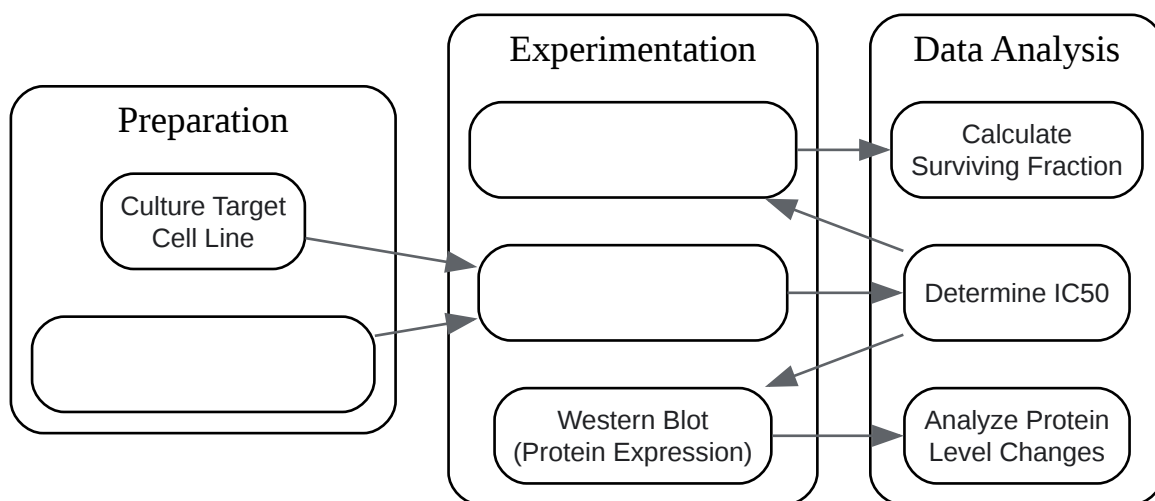 Preparation
Culture Target
Cell Line
Experimentation
Western Blot
(Protein Expression)
Data Analysis
Calculate
Surviving Fraction
Determine IC50
Analyze Protein
Level Changes